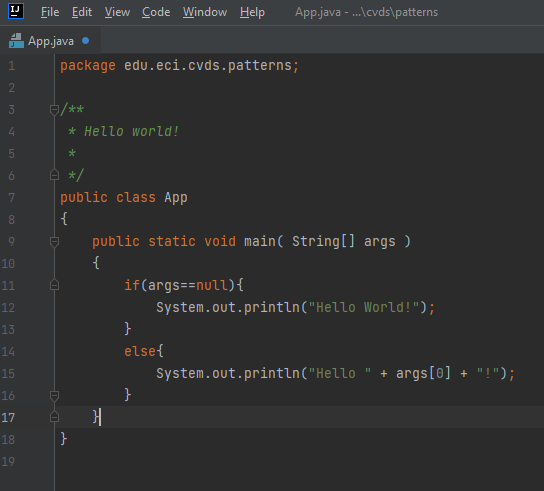 IJ File Edit View Code Window Help App.java - ...\cvds\patterns
App.java
1 package edu.eci.cvds.patterns;
2
3 /**
4 * Hello world!
5 *
6 */
7 public class App
8 {
9 public static void main( String[] args )
10 {
11 if(args==null){
12 System.out.println("Hello World!");
13 }
14 else{
15 System.out.println("Hello " + args[0] + "!");
16 }
17 }
18 }
19